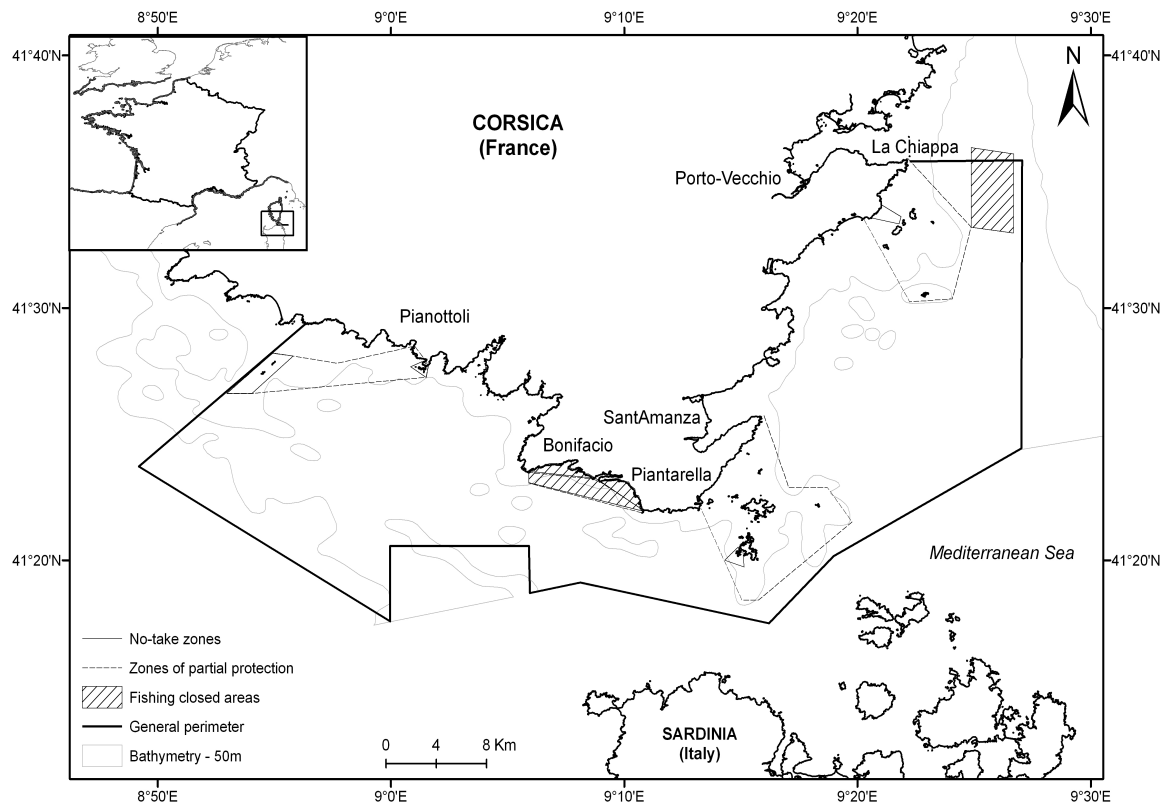 8°50'E 9°0'E 9°10'E 9°20'E 9°30'E
41°40'N 41°40'N
N
CORSICA
(France)
La Chiappa
Porto-Vecchio
41°30'N 41°30'N
Pianottoli
SantAmanza
Bonifacio
Piantarella
41°20'N 41°20'N
Mediterranean Sea
No-take zones
Zones of partial protection
Fishing closed areas
General perimeter
Bathymetry - 50m
0 4 8 Km
SARDINIA
(Italy)
8°50'E 9°0'E 9°10'E 9°20'E 9°30'E